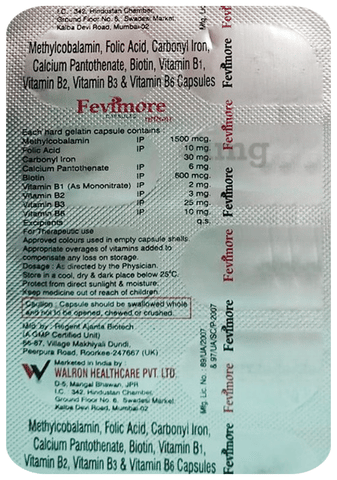 I.C. : 342, Hindustan Chamber,
Ground Floor No. 6, Swadesi Market
Kalba Devi Road, Mumbai-02
Methylcobalamin, Folic Acid, Carbonyl Iron,
Calcium Pantothenate, Biotin, Vitamin B1,
Vitamin B2, Vitamin B3 & Vitamin B6 Capsules
Fevimore
CAPSULES
Each hard gelatin capsule contains :
Methylcobalamin IP 1500 mcg.
Folic Acid IP 10 mg.
Carbonyl Iron 30 mg.
Calcium Pantothenate IP 6 mg
Biotin IP 500 mcg.
Vitamin B1 (As Mononitrate) IP 2 mg
Vitamin B2 IP 3 mg
Vitamin B3 IP 25 mg
Vitamin B6 IP 10 mg.
Excipients q.s.
For Therapeutic use
Approved colours used in empty capsule shells.
Appropriate overages of vitamins added to
compensate any loss on storage.
Dosage : As directed by the Physician.
Store in a cool, dry & dark place below 25°C.
Protect from direct sunlight & moisture.
Keep medicine out of reach of children.
Caution : Capsule should be swallowed whole
and not to be opened, chewed or crushed.
Mfg. by : Regent Ajanta Biotech
(A GMP Certified Unit)
86-87, Village Makhiyali Dundi,
Peerpura Road, Roorkee-247667 (UK)
Marketed in India by
WALRON HEALTHCARE PVT. LTD.
D-5, Mangal Bhawan, JPR
I.C. : 342, Hindustan Chamber,
Ground Floor No. 6, Swadesi Market
Kalba Devi Road, Mumbai-02
Methylcobalamin, Folic Acid, Carbonyl Iron,
Calcium Pantothenate, Biotin, Vitamin B1,
Vitamin B2, Vitamin B3 & Vitamin B6 Capsules
Mfg. Lic
Mfg. Lic. No. : 89/UA/2007
& 97/UA/SC/P-2007
Fevimore
Fevimore
Fevimore
Fevimore
Fevimore
Fevimore
Fevimore